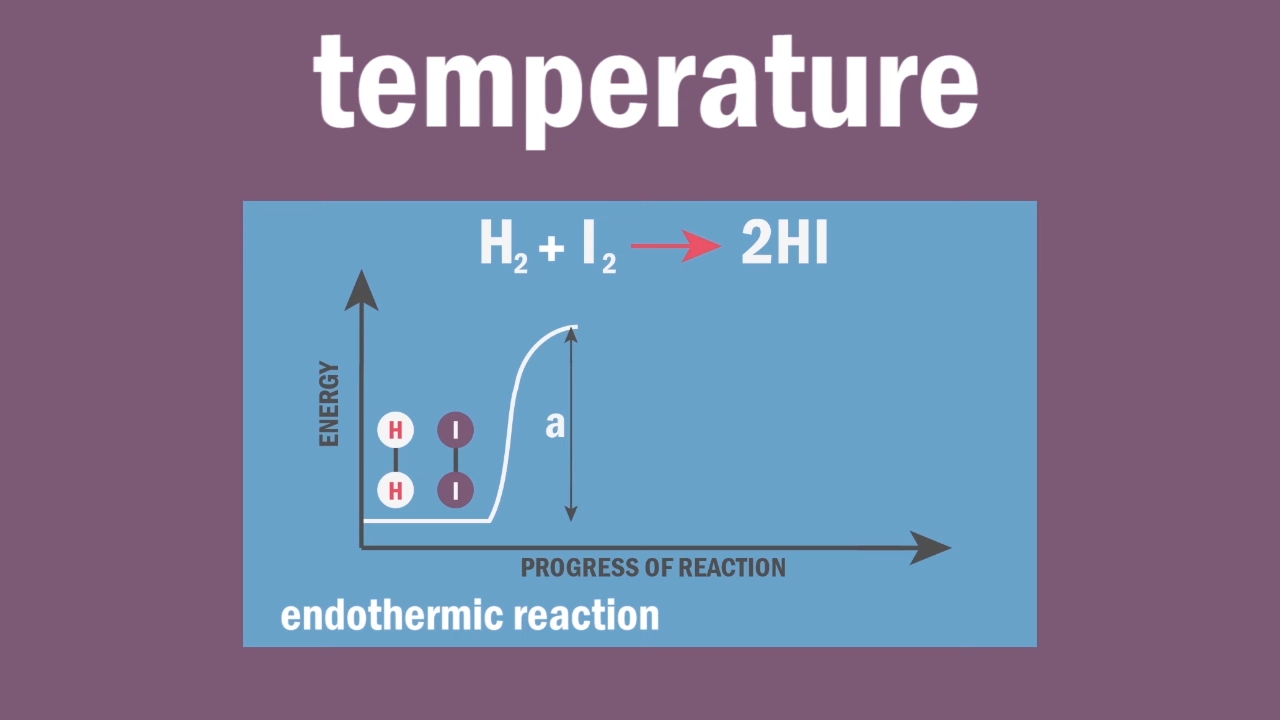 temperature
H₂ + I₂ → 2HI
ENERGY
a
H I
H I
PROGRESS OF REACTION
endothermic reaction